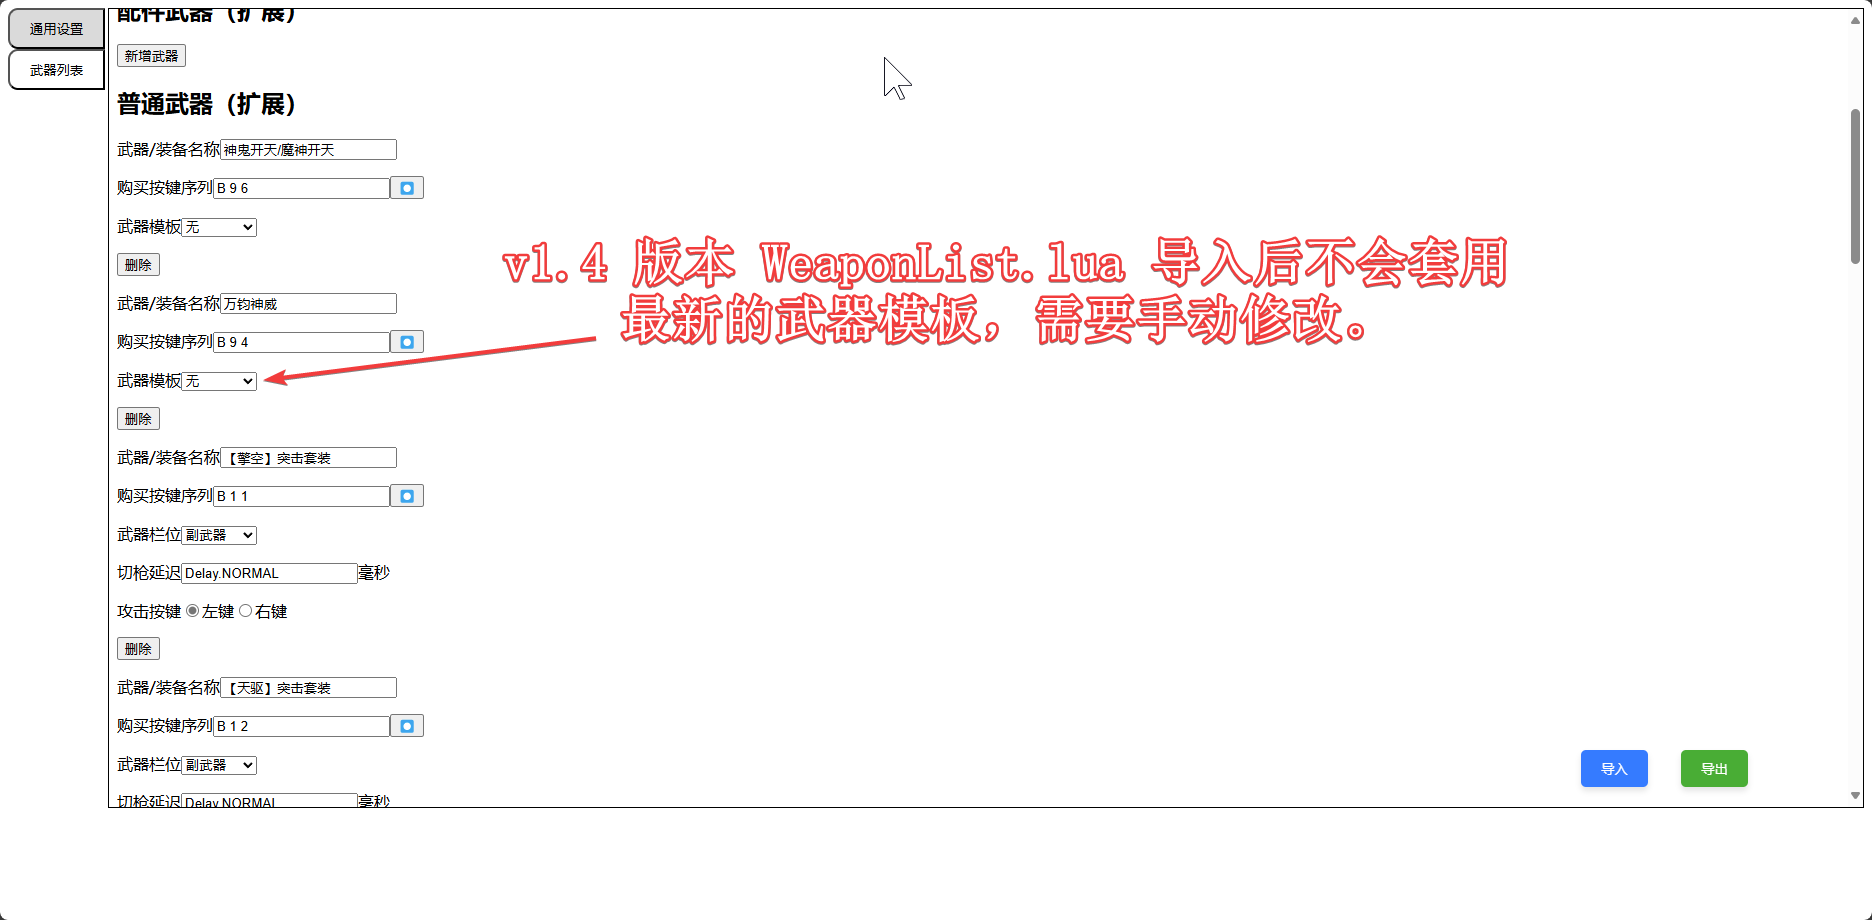 通用设置
武器列表
配件武器（扩展）
新增武器
普通武器（扩展）
武器/装备名称 神鬼开天/魔神开天
购买按键序列 B 9 6
武器模板 无
删除
武器/装备名称 万钧神威
购买按键序列 B 9 4
武器模板 无
删除
武器/装备名称 【擎空】突击套装
购买按键序列 B 1 1
武器栏位 副武器
切枪延迟 Delay.NORMAL 毫秒
攻击按键 左键 右键
删除
武器/装备名称 【天驱】突击套装
购买按键序列 B 1 2
武器栏位 副武器
切枪延迟 Delay.NORMAL 毫秒
v1.4 版本 WeaponList.lua 导入后不会套用
最新的武器模板，需要手动修改。
导入
导出